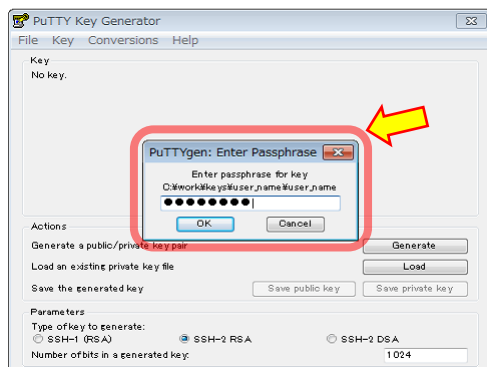 PuTTY Key Generator
File Key Conversions Help
Key
No key.
PuTTYgen: Enter Passphrase
Enter passphrase for key
C:¥work¥keys¥user_name¥user_name
●●●●●●●●
OK Cancel
Actions
Generate a public/private key pair Generate
Load an existing private key file Load
Save the generated key Save public key Save private key
Parameters
Type of key to generate:
SSH-1 (RSA) SSH-2 RSA SSH-2 DSA
Number of bits in a generated key: 1024